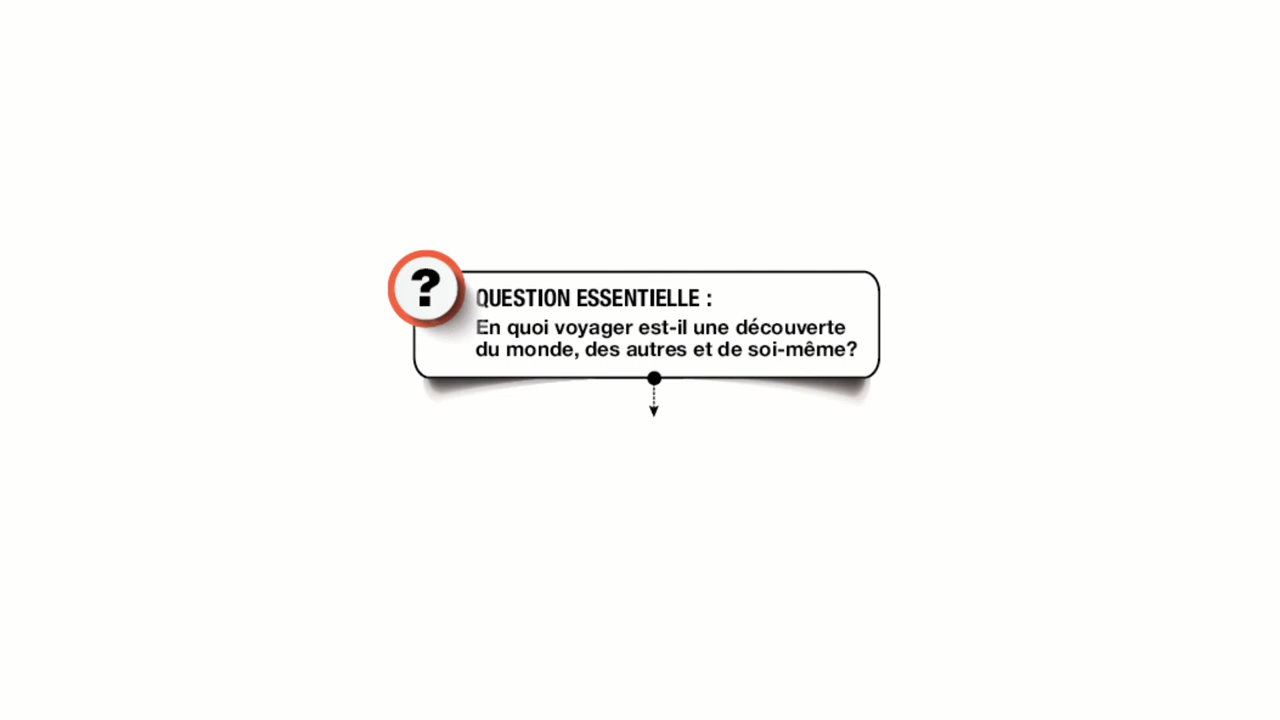 ?
QUESTION ESSENTIELLE :
En quoi voyager est-il une découverte
du monde, des autres et de soi-même?